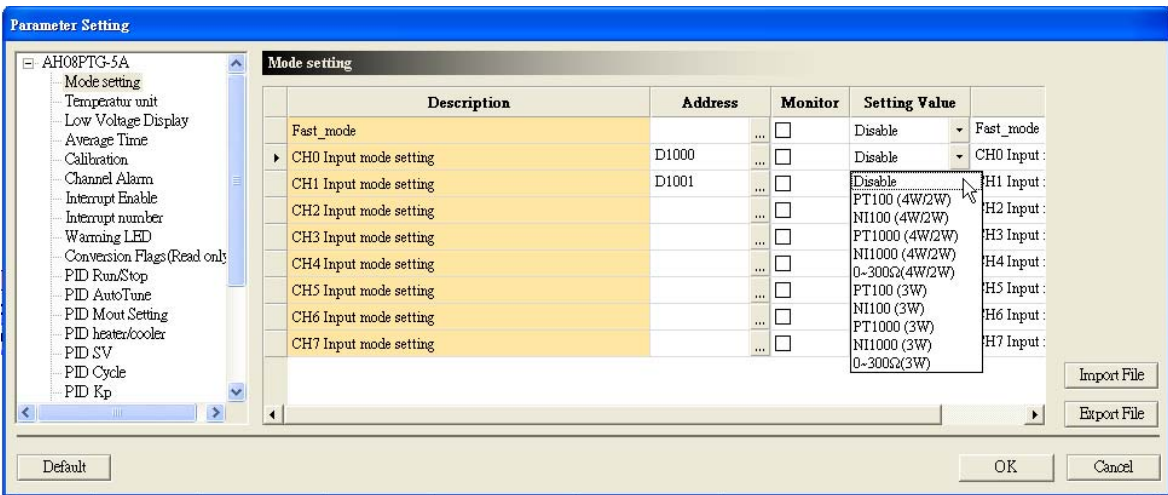 Parameter Setting
AH08PTG-5A
Mode setting
Temperatur unit
Low Voltage Display
Average Time
Calibration
Channel Alarm
Interrupt Enable
Interrupt number
Warming LED
Conversion Flags(Read only
PID Run/Stop
PID AutoTune
PID Mout Setting
PID heater/cooler
PID SV
PID Cycle
PID Kp
Mode setting
Description Address Monitor Setting Value
Fast_mode ... Disable Fast_mode
CH0 Input mode setting D1000 ... Disable CH0 Input
CH1 Input mode setting D1001 ... CH1 Input
CH2 Input mode setting ... CH2 Input
CH3 Input mode setting ... CH3 Input
CH4 Input mode setting ... CH4 Input
CH5 Input mode setting ... CH5 Input
CH6 Input mode setting ... CH6 Input
CH7 Input mode setting ... CH7 Input
Disable
PT100 (4W/2W)
NI100 (4W/2W)
PT1000 (4W/2W)
NI1000 (4W/2W)
0~300Ω(4W/2W)
PT100 (3W)
NI100 (3W)
PT1000 (3W)
NI1000 (3W)
0~300Ω(3W)
Import File
Export File
Default
OK
Cancel